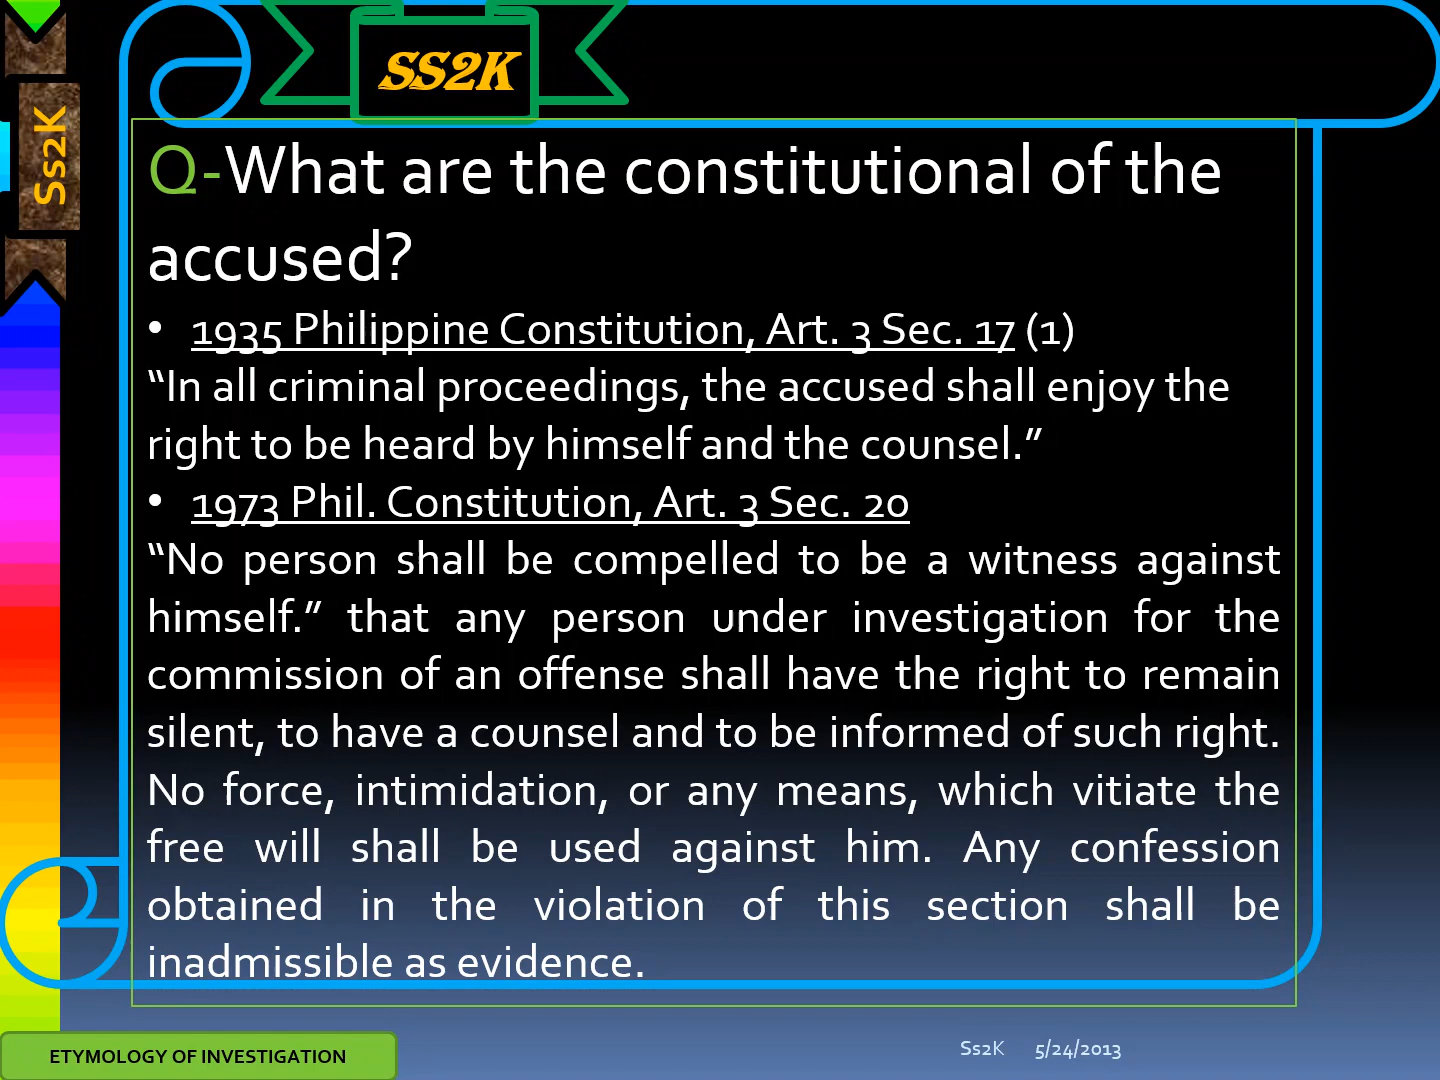 SS2K
Ss2K
Q-What are the constitutional of the
accused?
• 1935 Philippine Constitution, Art. 3 Sec. 17 (1)
“In all criminal proceedings, the accused shall enjoy the
right to be heard by himself and the counsel.”
• 1973 Phil. Constitution, Art. 3 Sec. 20
“No person shall be compelled to be a witness against
himself.” that any person under investigation for the
commission of an offense shall have the right to remain
silent, to have a counsel and to be informed of such right.
No force, intimidation, or any means, which vitiate the
free will shall be used against him. Any confession
obtained in the violation of this section shall be
inadmissible as evidence.
ETYMOLOGY OF INVESTIGATION
Ss2K 5/24/2013